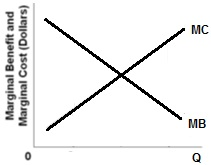 Marginal Benefit and
Marginal Cost (Dollars)
MC
MB
0
Q